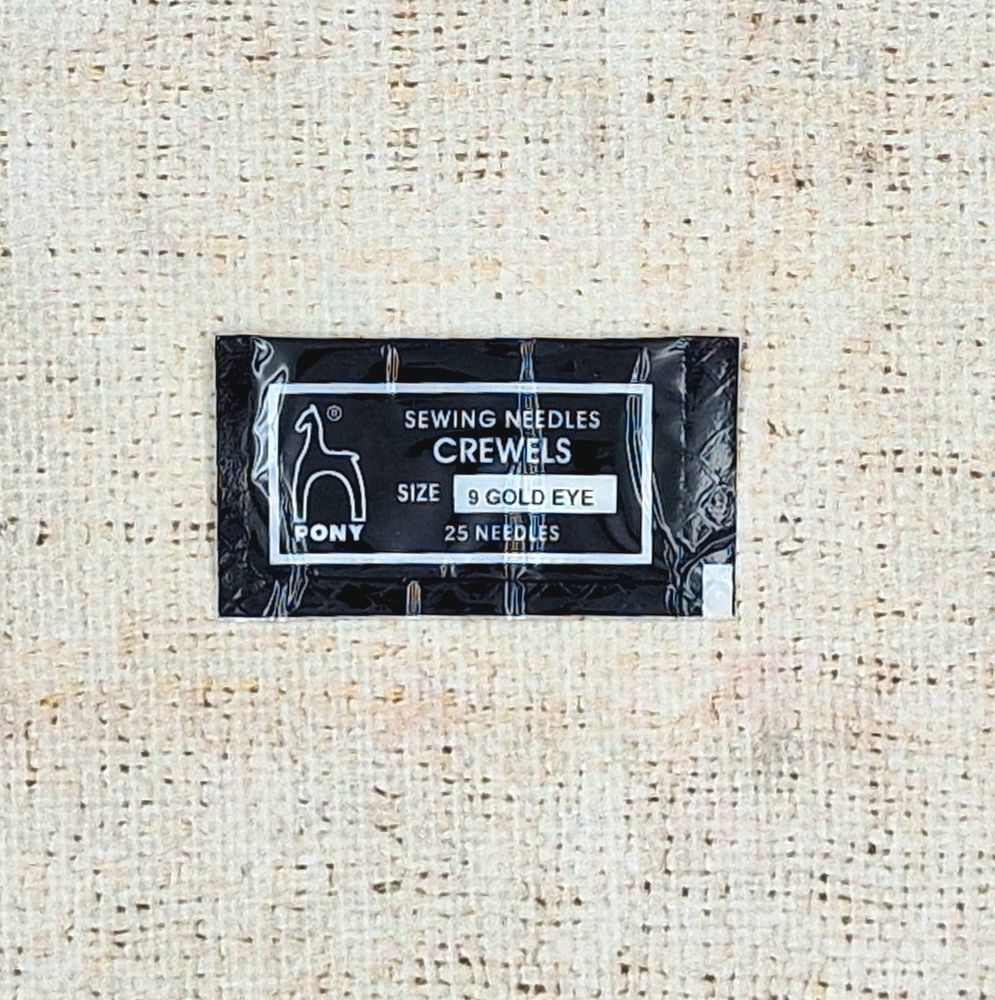 ®
SEWING NEEDLES
CREWELS
SIZE 9 GOLD EYE
PONY
25 NEEDLES